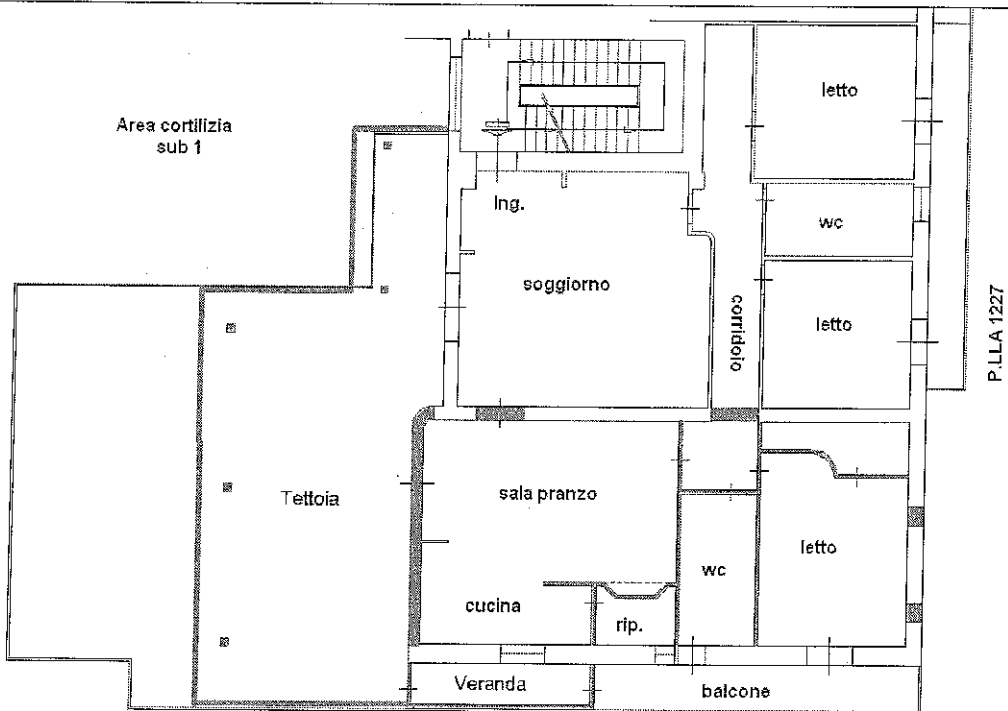 Area cortilizia
sub 1
letto
Ing.
wc
soggiorno
corridoio
letto
P.LLA 1227
Tettoia
sala pranzo
letto
wc
cucina
rip.
Veranda
balcone